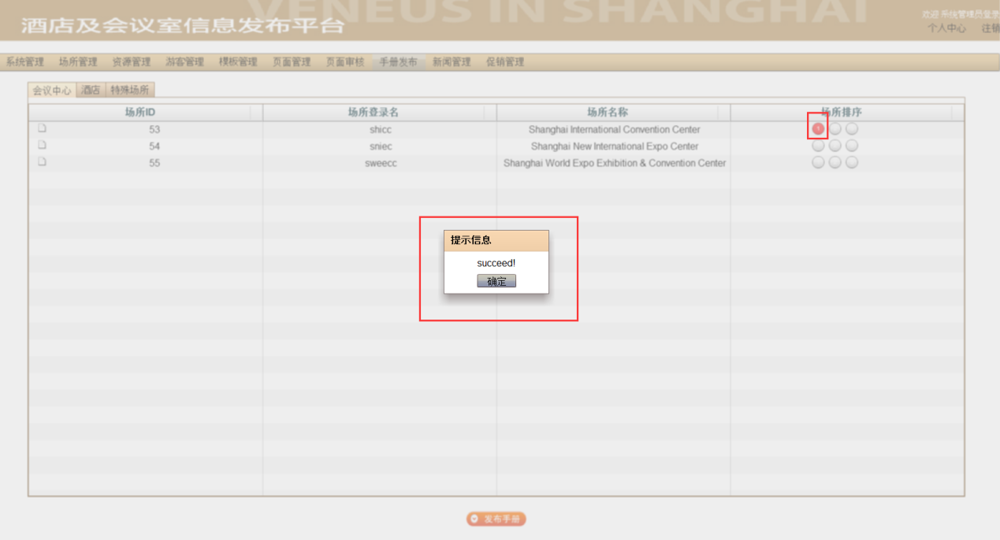 VENEUS IN SHANGHAI
酒店及会议室信息发布平台
欢迎 系统管理员登录
个人中心 注销
系统管理 场所管理 资源管理 游客管理 模板管理 页面管理 页面审核 手册发布 新闻管理 促销管理
会议中心 酒店 特殊场所
场所ID 场所登录名 场所名称 场所排序
53 shicc Shanghai International Convention Center 1
54 sniec Shanghai New International Expo Center
55 sweecc Shanghai World Expo Exhibition & Convention Center
提示信息
succeed!
确定
发布手册